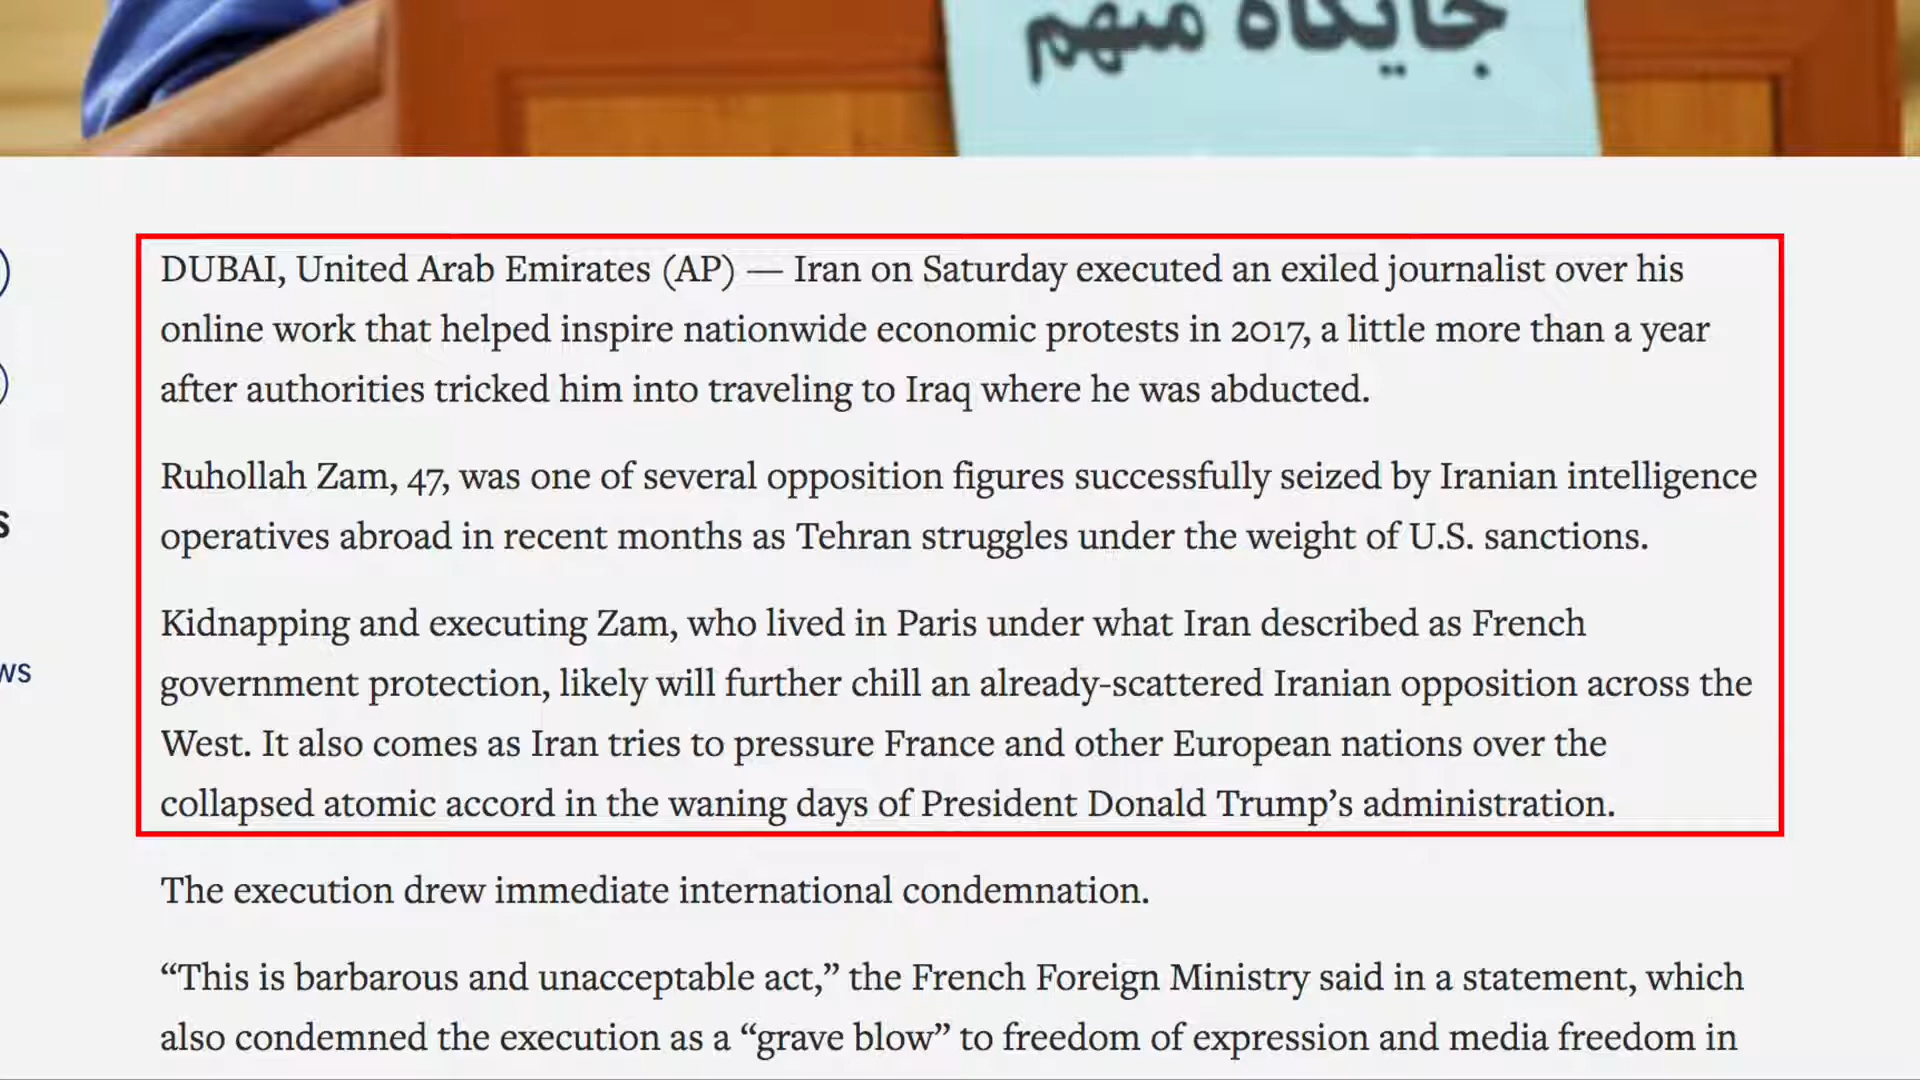 جایگاه متهم
DUBAI, United Arab Emirates (AP) — Iran on Saturday executed an exiled journalist over his
online work that helped inspire nationwide economic protests in 2017, a little more than a year
after authorities tricked him into traveling to Iraq where he was abducted.
Ruhollah Zam, 47, was one of several opposition figures successfully seized by Iranian intelligence
operatives abroad in recent months as Tehran struggles under the weight of U.S. sanctions.
Kidnapping and executing Zam, who lived in Paris under what Iran described as French
government protection, likely will further chill an already-scattered Iranian opposition across the
West. It also comes as Iran tries to pressure France and other European nations over the
collapsed atomic accord in the waning days of President Donald Trump’s administration.
The execution drew immediate international condemnation.
“This is barbarous and unacceptable act,” the French Foreign Ministry said in a statement, which
also condemned the execution as a “grave blow” to freedom of expression and media freedom in